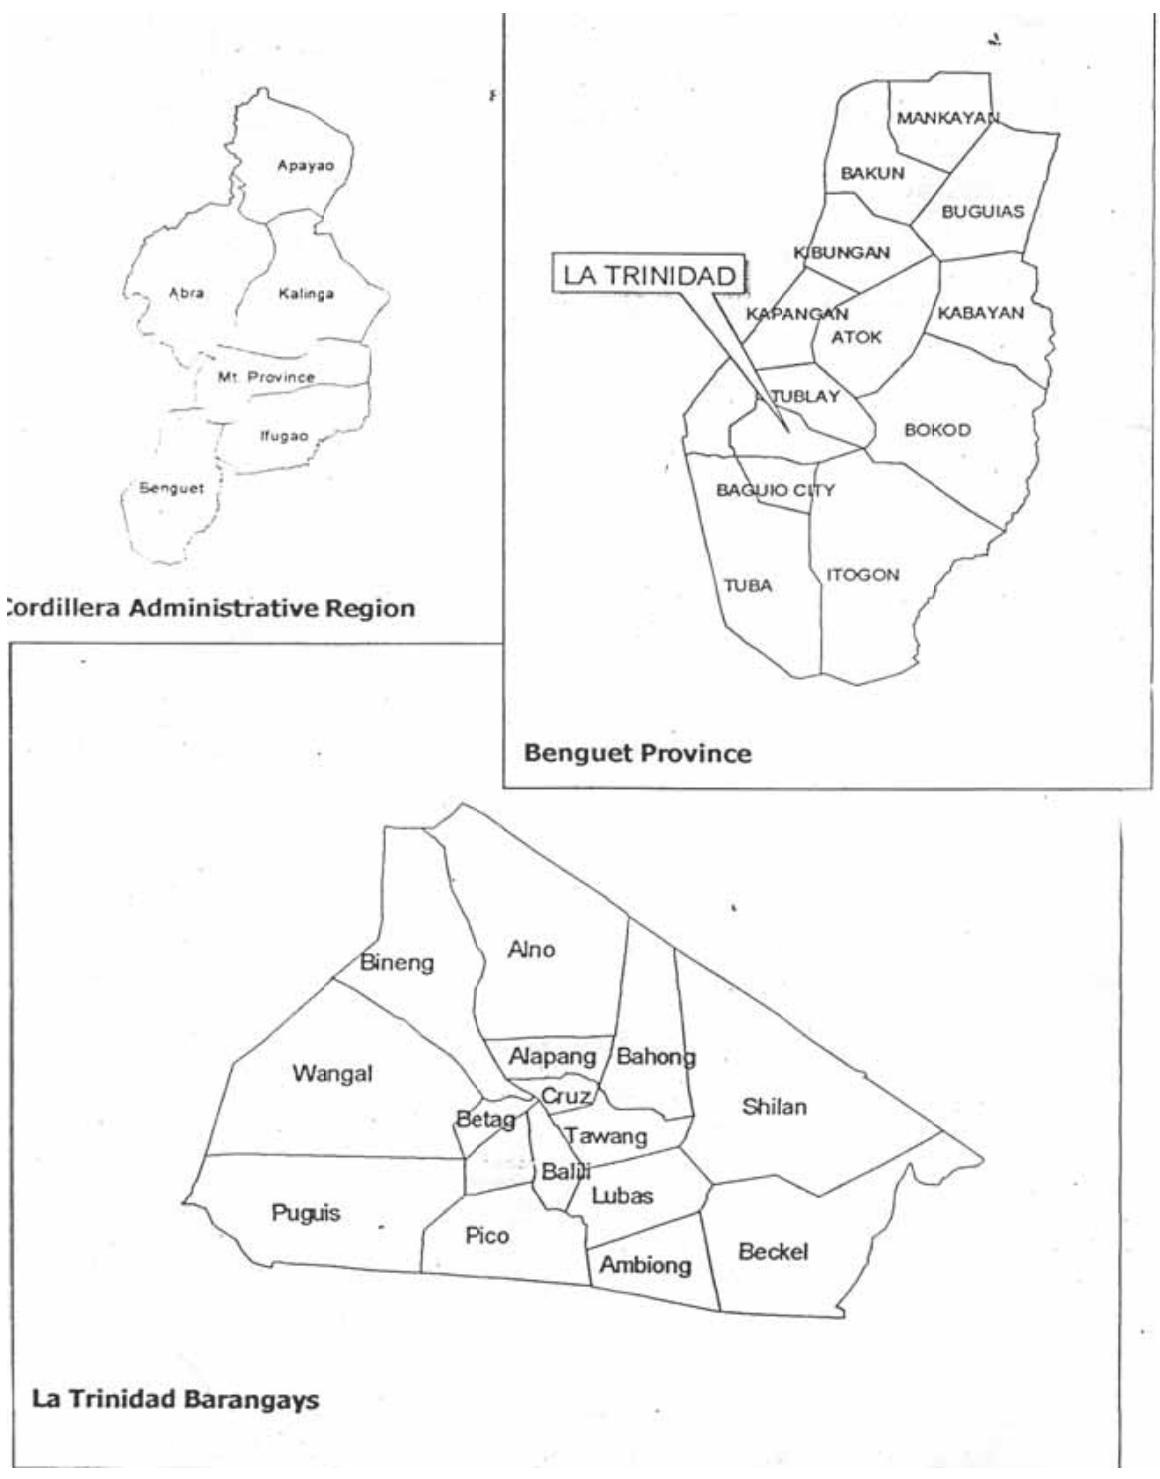 Apayao
Abra
Kalinga
Mt. Province
Ifugao
Benguet
Cordillera Administrative Region
MANKAYAN
BAKUN
BUGUIAS
KIBUNGAN
LA TRINIDAD
KAPANGAN
KABAYAN
ATOK
TUBLAY
BOKOD
BAGUIO CITY
TUBA
ITOGON
Benguet Province
Alno
Bineng
Alapang
Bahong
Wangal
Cruz
Shilan
Betag
Tawang
Balili
Lubas
Puguis
Pico
Ambiong
Beckel
La Trinidad Barangays